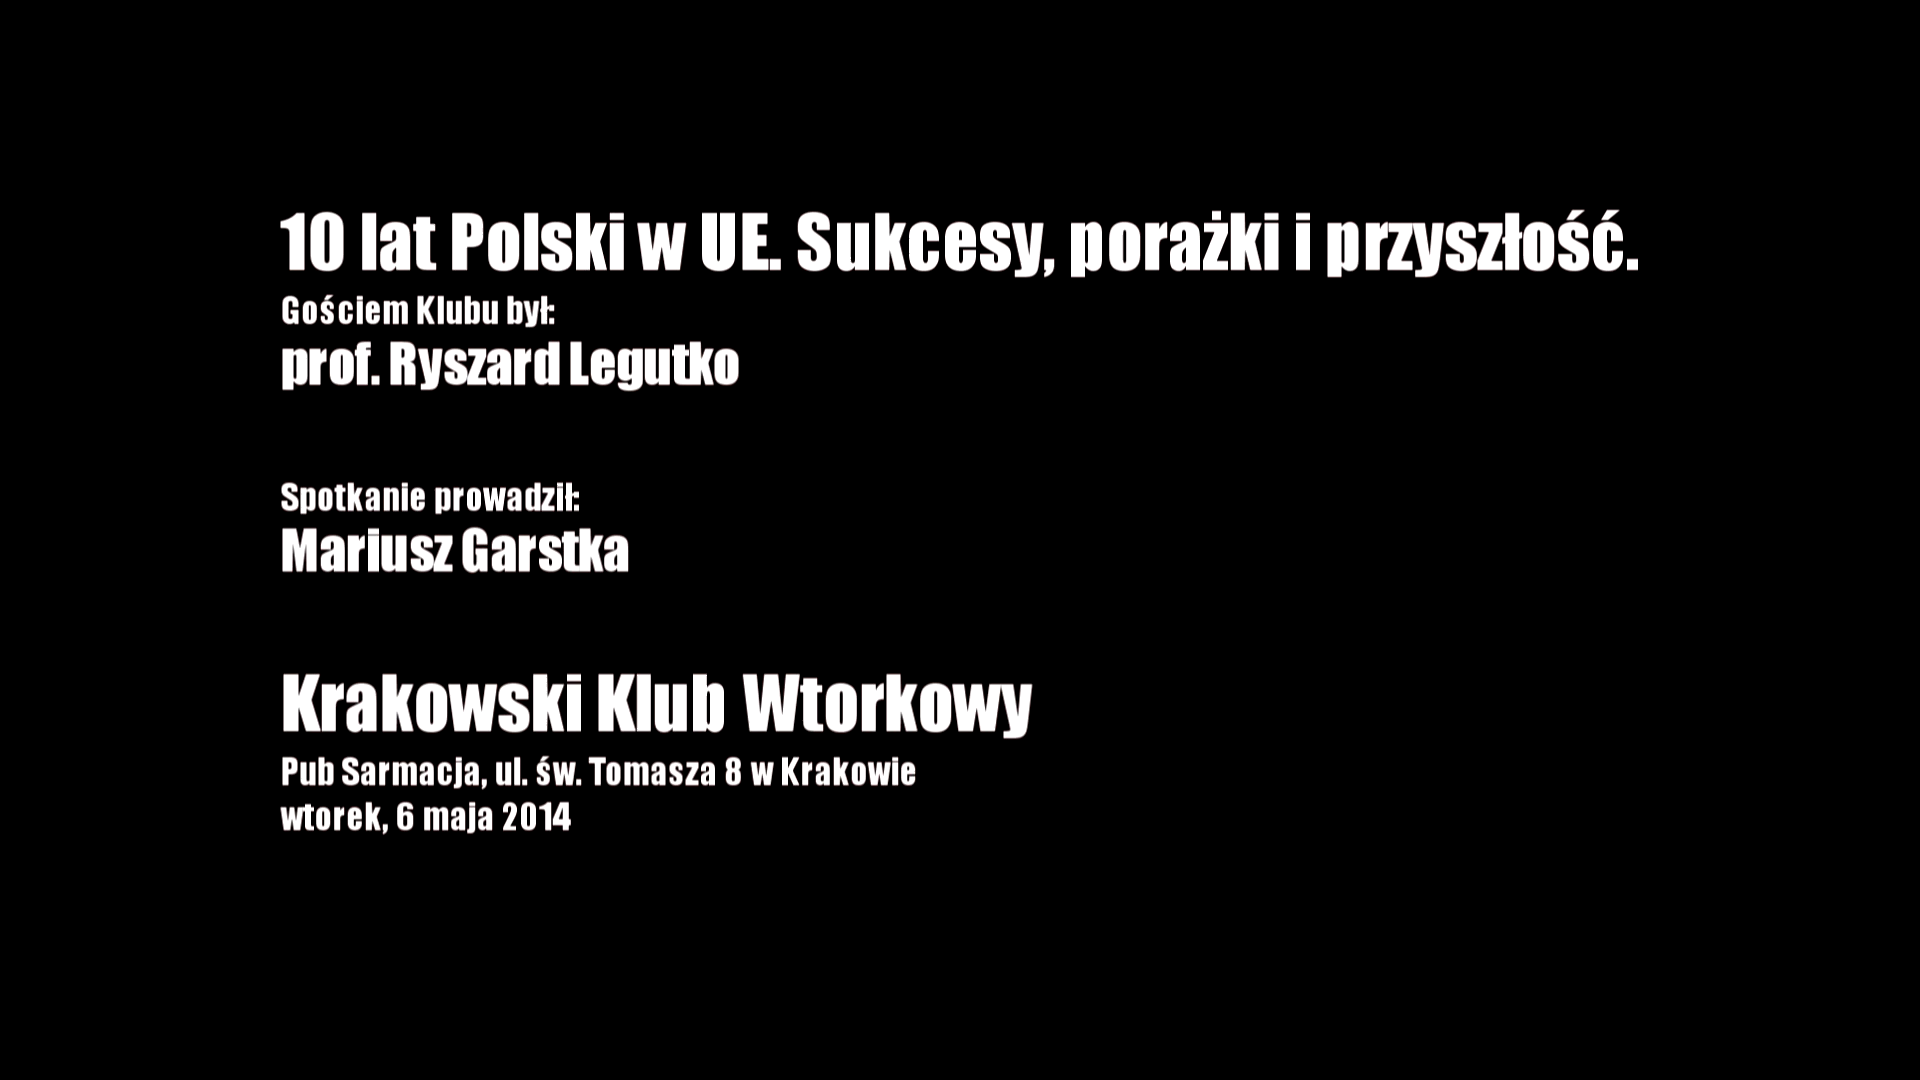 10 lat Polski w UE. Sukcesy, porażki i przyszłość.
Gościem Klubu był:
prof. Ryszard Legutko
Spotkanie prowadził:
Mariusz Garstka
Krakowski Klub Wtorkowy
Pub Sarmacja, ul. św. Tomasza 8 w Krakowie
wtorek, 6 maja 2014